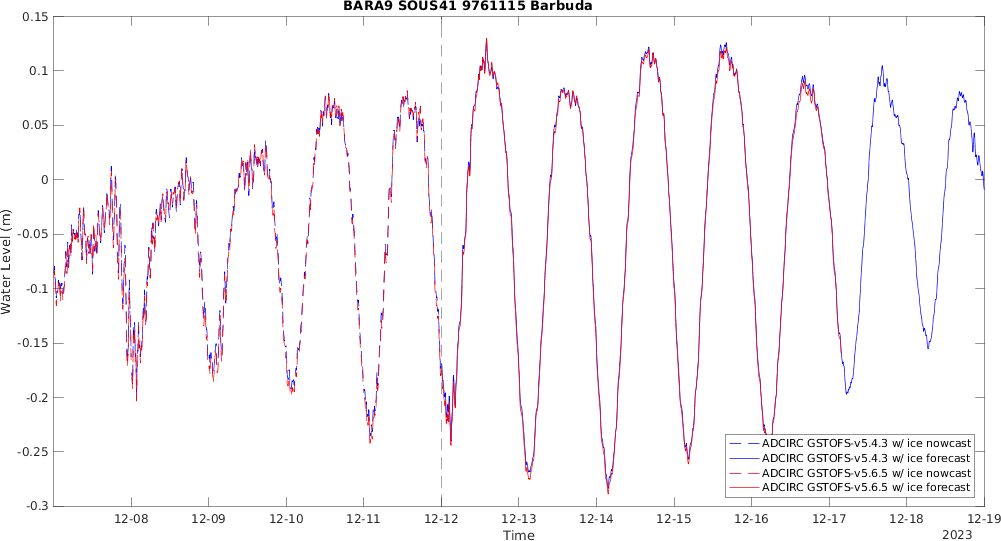 BARA9 SOUS41 9761115 Barbuda
0.15
0.1
0.05
0
-0.05
-0.1
-0.15
-0.2
-0.25
-0.3
Water Level (m)
ADCIRC GSTOFS-v5.4.3 w/ ice nowcast
ADCIRC GSTOFS-v5.4.3 w/ ice forecast
ADCIRC GSTOFS-v5.6.5 w/ ice nowcast
ADCIRC GSTOFS-v5.6.5 w/ ice forecast
12-08 12-09 12-10 12-11 12-12 12-13 12-14 12-15 12-16 12-17 12-18 12-19
Time
2023